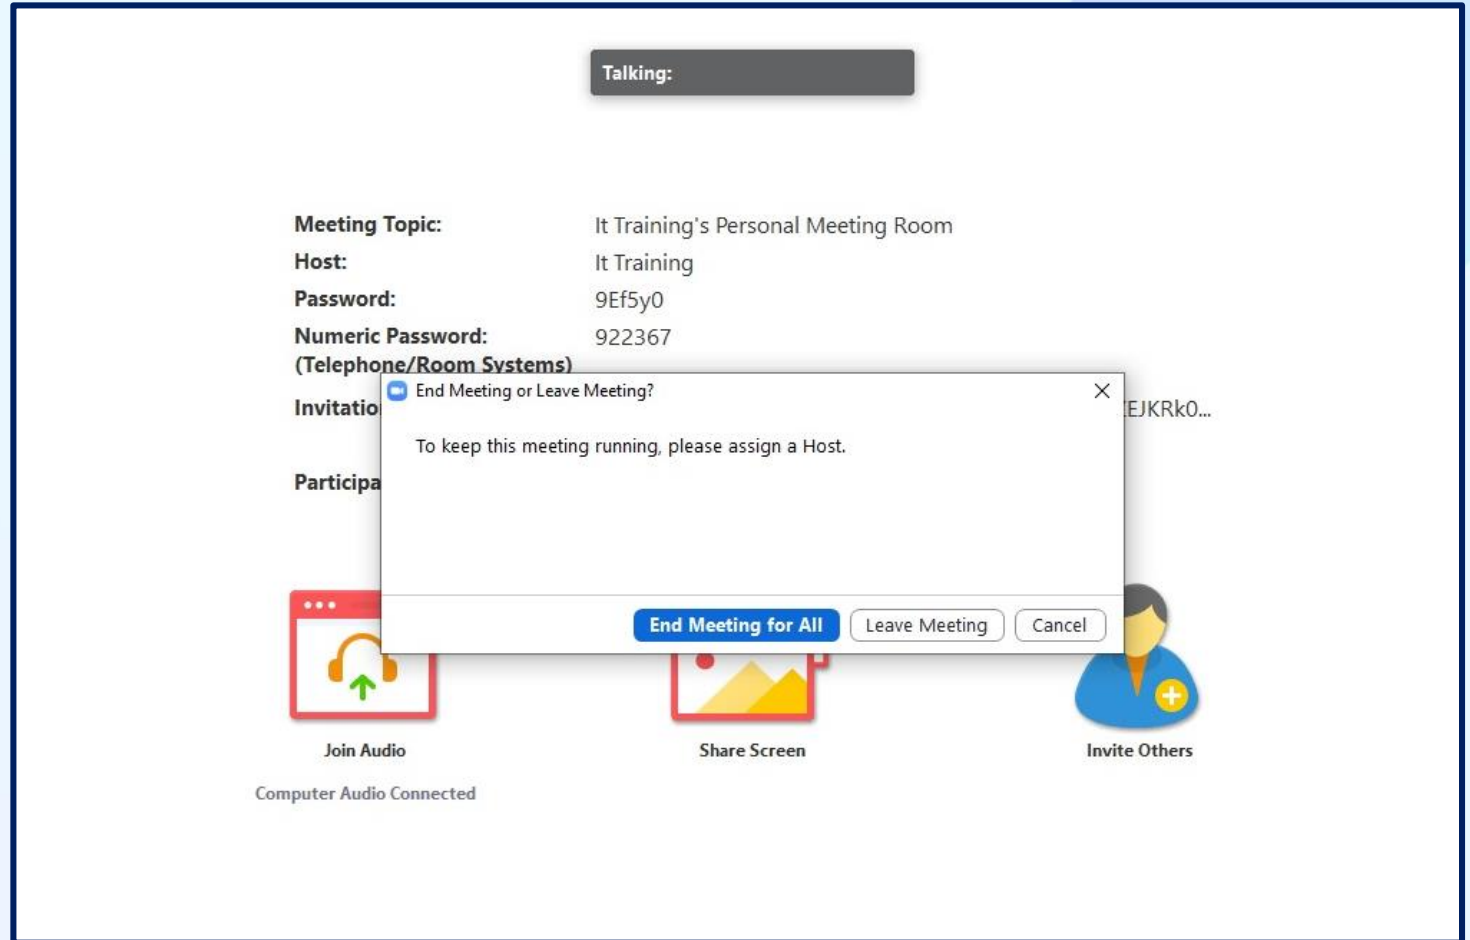 Talking:
Meeting Topic: It Training's Personal Meeting Room
Host: It Training
Password: 9Ef5y0
Numeric Password: 922367
(Telephone/Room Systems)
End Meeting or Leave Meeting?
Invitatio EJKRk0...
To keep this meeting running, please assign a Host.
Participa
End Meeting for All Leave Meeting Cancel
Join Audio Share Screen Invite Others
Computer Audio Connected